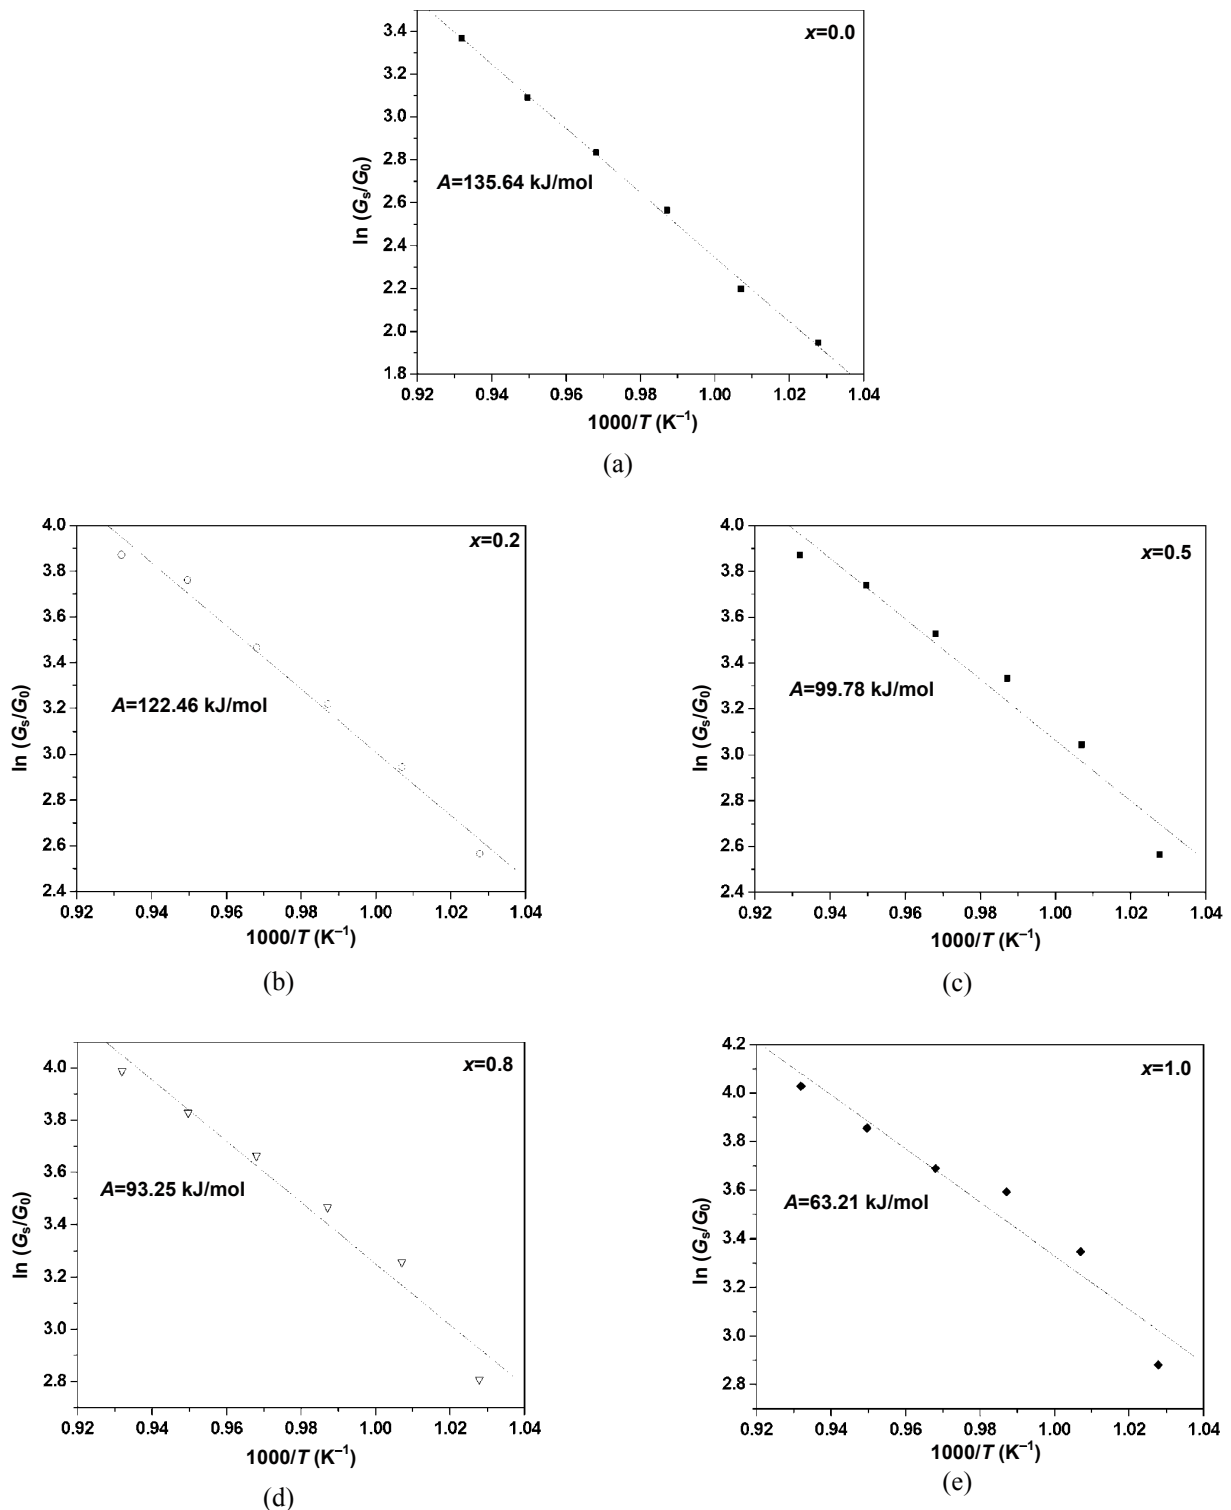 3.4
3.2
3.0
2.8
2.6
2.4
2.2
2.0
1.8
ln (Gs/G0)
x=0.0
A=135.64 kJ/mol
0.92 0.94 0.96 0.98 1.00 1.02 1.04
1000/T (K⁻¹)
(a)
4.0
3.8
3.6
3.4
3.2
3.0
2.8
2.6
2.4
ln (Gs/G0)
x=0.2
A=122.46 kJ/mol
0.92 0.94 0.96 0.98 1.00 1.02 1.04
1000/T (K⁻¹)
(b)
4.0
3.8
3.6
3.4
3.2
3.0
2.8
2.6
2.4
ln (Gs/G0)
x=0.5
A=99.78 kJ/mol
0.92 0.94 0.96 0.98 1.00 1.02 1.04
1000/T (K⁻¹)
(c)
4.0
3.8
3.6
3.4
3.2
3.0
2.8
ln (Gs/G0)
x=0.8
A=93.25 kJ/mol
0.92 0.94 0.96 0.98 1.00 1.02 1.04
1000/T (K⁻¹)
(d)
4.2
4.0
3.8
3.6
3.4
3.2
3.0
2.8
ln (Gs/G0)
x=1.0
A=63.21 kJ/mol
0.92 0.94 0.96 0.98 1.00 1.02 1.04
1000/T (K⁻¹)
(e)